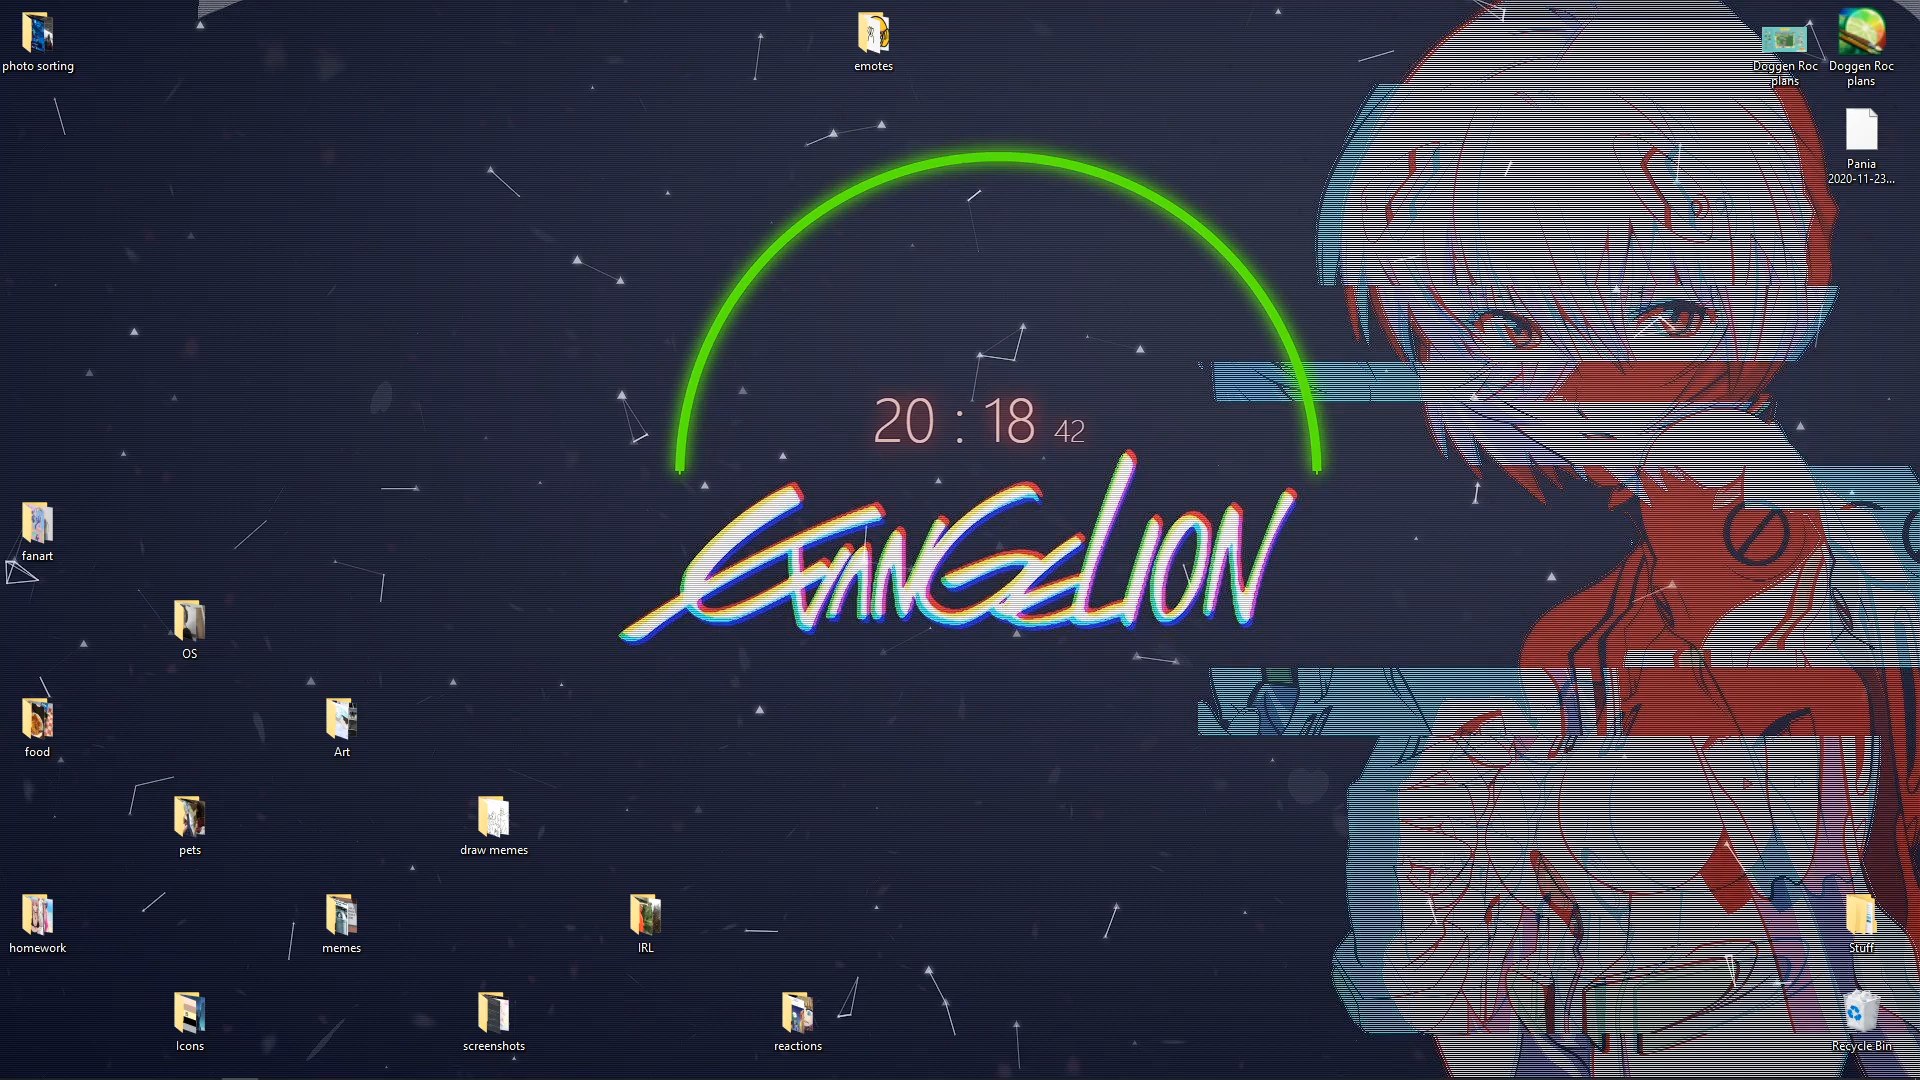 photo sorting
emotes
Doggen Roc
plans
Doggen Roc
plans
Pania
2020-11-23...
20 : 18 42
EVANGELION
fanart
OS
food
Art
pets
draw memes
homework
memes
IRL
Stuff
Icons
screenshots
reactions
Recycle Bin